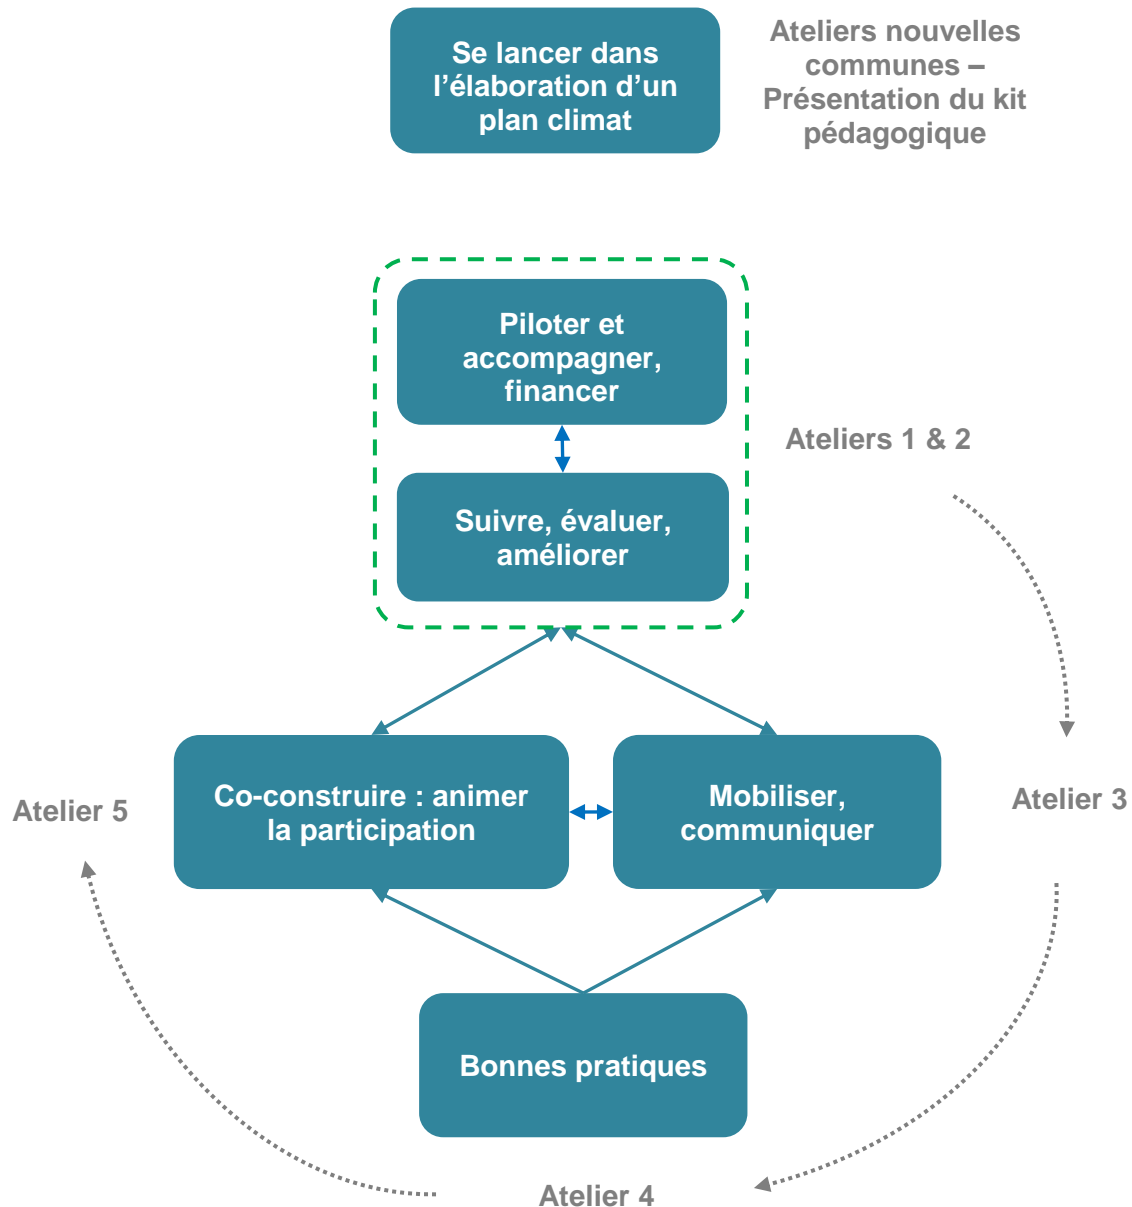 Se lancer dans
l’élaboration d’un
plan climat
Ateliers nouvelles
communes –
Présentation du kit
pédagogique
Piloter et
accompagner,
financer
Ateliers 1 & 2
Suivre, évaluer,
améliorer
Atelier 5
Co-construire : animer
la participation
Mobiliser,
communiquer
Atelier 3
Bonnes pratiques
Atelier 4